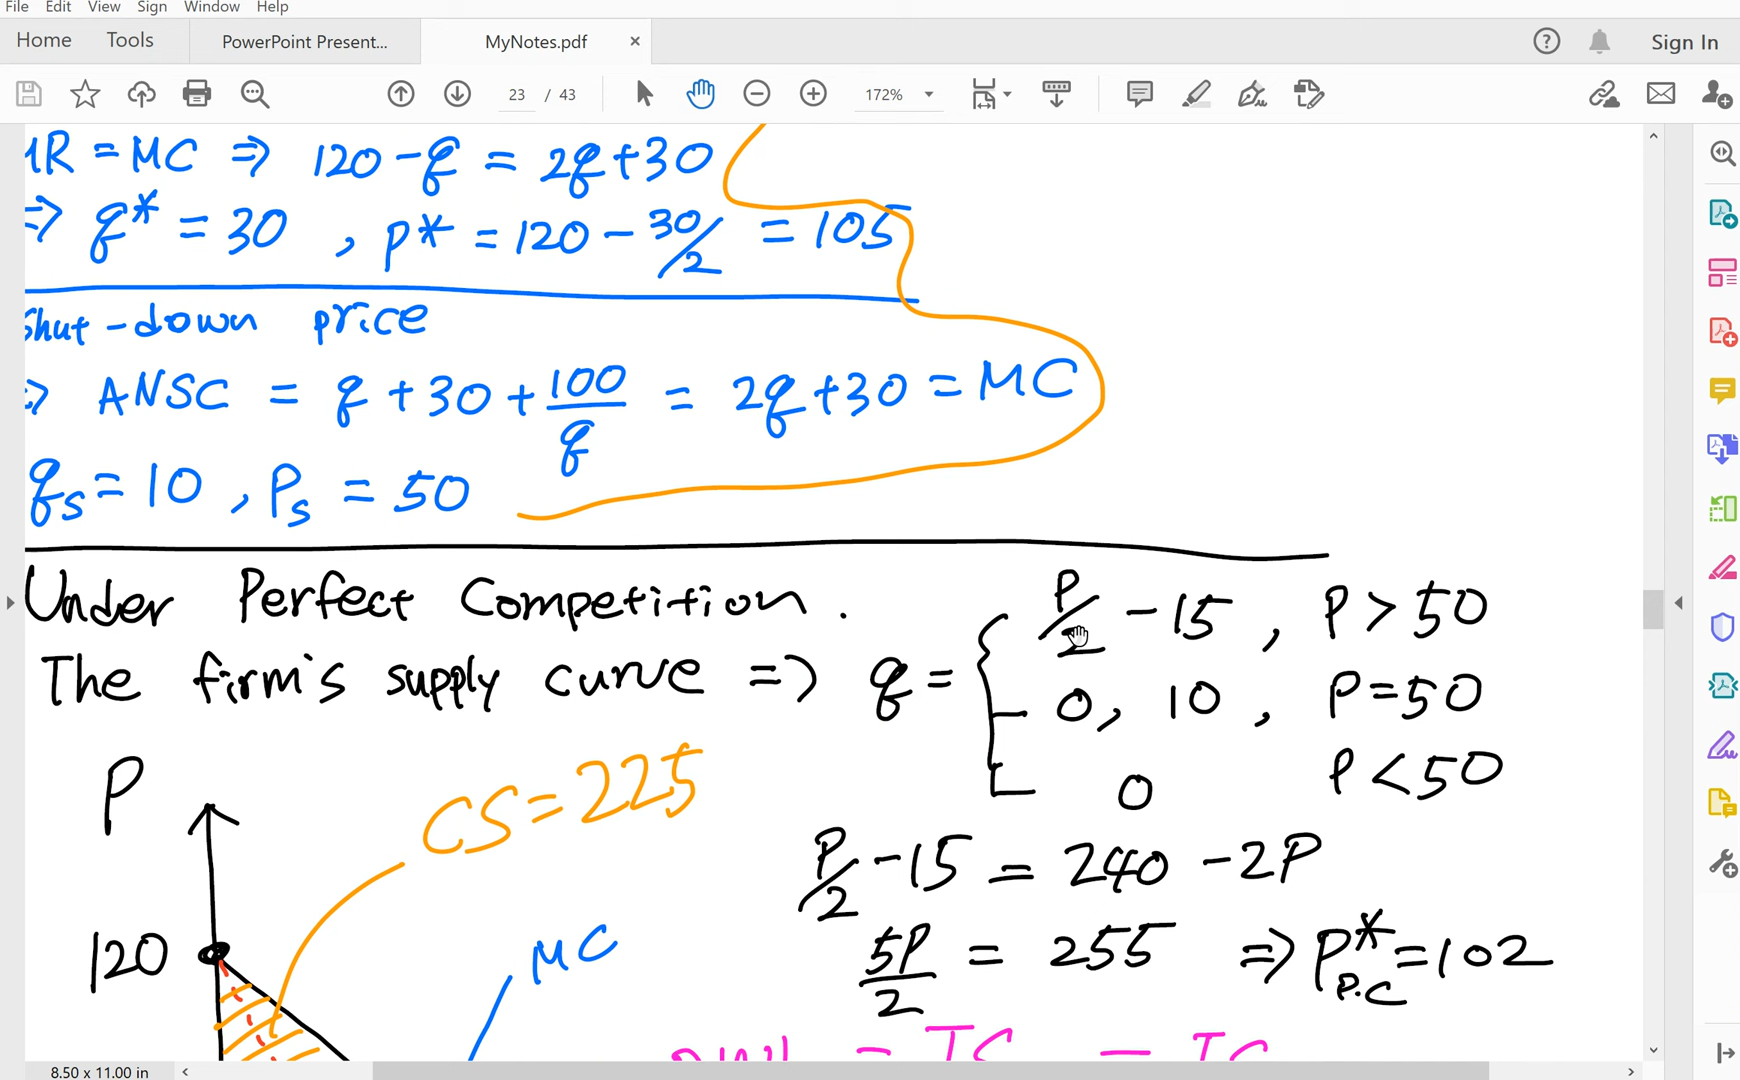 File Edit View Sign Window Help
Home Tools PowerPoint Present... MyNotes.pdf × Sign In
23 / 43 172%
MR = MC ⇒ 120 - q = 2q + 30
⇒ q* = 30 , p* = 120 - 30/2 = 105
Shut-down price
⇒ ANSC = q + 30 + 100/q = 2q + 30 = MC
qs = 10 , Ps = 50
Under Perfect Competition.
The firm's supply curve => q = { P/2 - 15 , P > 50
0, 10 , P = 50
0 P < 50
P
CS = 225
P/2 - 15 = 240 - 2P
120
MC
5P/2 = 255 => P*P.C = 102
8.50 x 11.00 in